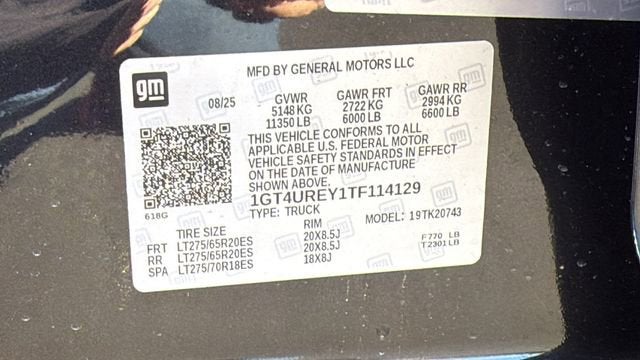 MFD BY GENERAL MOTORS LLC
gm
08/25
GVWR GAWR FRT GAWR RR
5148 KG 2722 KG 2994 KG
11350 LB 6000 LB 6600 LB
THIS VEHICLE CONFORMS TO ALL
APPLICABLE U.S. FEDERAL MOTOR
VEHICLE SAFETY STANDARDS IN EFFECT
ON THE DATE OF MANUFACTURE
SHOWN ABOVE.
618G
1GT4UREY1TF114129
TYPE: TRUCK MODEL: 19TK20743
TIRE SIZE RIM
FRT LT275/65R20ES 20X8.5J F770 LB
RR LT275/65R20ES 20X8.5J T2301 LB
SPA LT275/70R18ES 18X8J